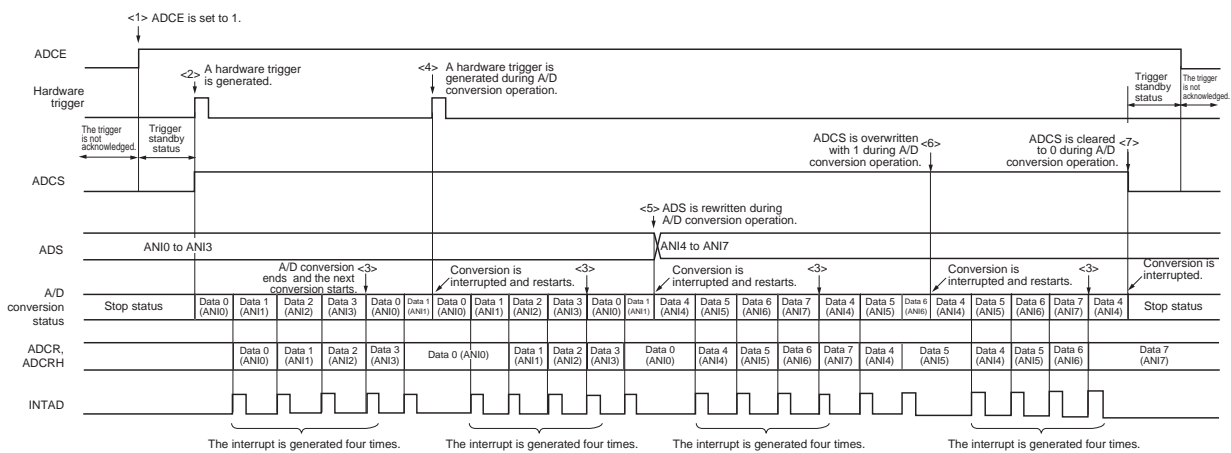 <1> ADCE is set to 1.
ADCE
<2> A hardware trigger
is generated.
<4> A hardware trigger is
generated during A/D
conversion operation.
Hardware
trigger
Trigger
standby
status
The trigger
is not
acknowledged.
The trigger
is not
acknowledged.
Trigger
standby
status
ADCS is overwritten
with 1 during A/D
conversion operation.
<6>
ADCS is cleared
to 0 during A/D
conversion operation.
<7>
ADCS
<5> ADS is rewritten during
A/D conversion operation.
ADS
ANI0 to ANI3
ANI4 to ANI7
A/D conversion
ends and the next
conversion starts.
<3>
Conversion is
interrupted and restarts.
<3>
Conversion is
interrupted and restarts.
<3>
Conversion is
interrupted and restarts.
<3>
Conversion is
interrupted.
A/D
conversion
status
Stop status
Data 0 (ANI0)
Data 1 (ANI1)
Data 2 (ANI2)
Data 3 (ANI3)
Data 0 (ANI0)
Data 1 (ANI1)
Data 0 (ANI0)
Data 1 (ANI1)
Data 2 (ANI2)
Data 3 (ANI3)
Data 0 (ANI0)
Data 1 (ANI1)
Data 4 (ANI4)
Data 5 (ANI5)
Data 6 (ANI6)
Data 7 (ANI7)
Data 4 (ANI4)
Data 5 (ANI5)
Data 6 (ANI6)
Data 4 (ANI4)
Data 5 (ANI5)
Data 6 (ANI6)
Data 7 (ANI7)
Data 4 (ANI4)
Stop status
ADCR,
ADCRH
Data 0 (ANI0)
Data 1 (ANI1)
Data 2 (ANI2)
Data 3 (ANI3)
Data 0 (ANI0)
Data 1 (ANI1)
Data 2 (ANI2)
Data 3 (ANI3)
Data 0 (ANI0)
Data 4 (ANI4)
Data 5 (ANI5)
Data 6 (ANI6)
Data 7 (ANI7)
Data 4 (ANI4)
Data 5 (ANI5)
Data 4 (ANI4)
Data 5 (ANI5)
Data 6 (ANI6)
Data 7 (ANI7)
INTAD
The interrupt is generated four times.
The interrupt is generated four times.
The interrupt is generated four times.
The interrupt is generated four times.